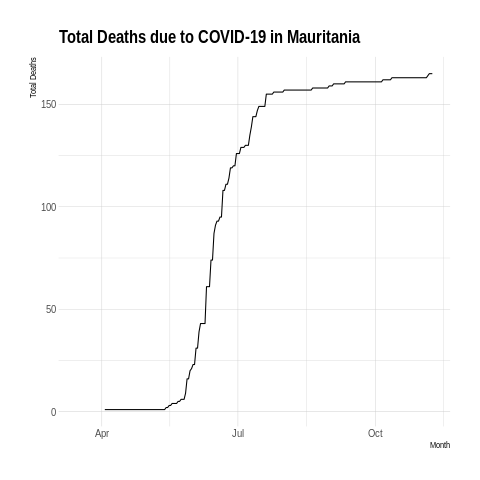 Total Deaths due to COVID-19 in Mauritania
Total Deaths
150
100
50
0
Apr Jul Oct
Month